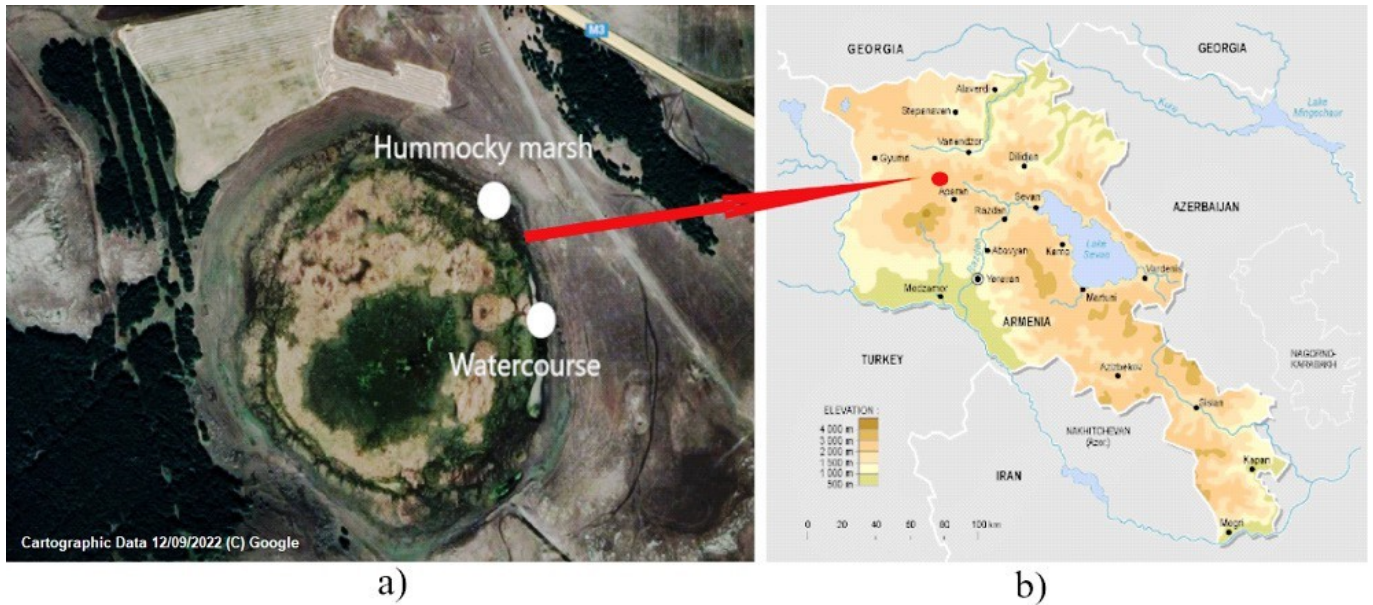 M3
Hummocky marsh
Watercourse
Cartographic Data 12/09/2022 (C) Google
a)
GEORGIA
GEORGIA
Alaverdi
Stepanavan
Kura
Lake
Mingechaur
Vanendzor
Gyumri
Dilidjan
Aparan
Sevan
Razdan
AZERBAIJAN
Abovyan
Kamo
Lake
Sevan
Razdan
Vardenis
Yerevan
Medzamor
Martuni
ARMENIA
TURKEY
NAGORNO-
KARABAKH
Azizbekov
ELEVATION :
Sisian
4 000 m
3 000 m
2 000 m
1 500 m
1 000 m
500 m
NAKHITCHEVAN
(Azer.)
Kapan
IRAN
Megri
0 20 40 60 80 100 km
b)